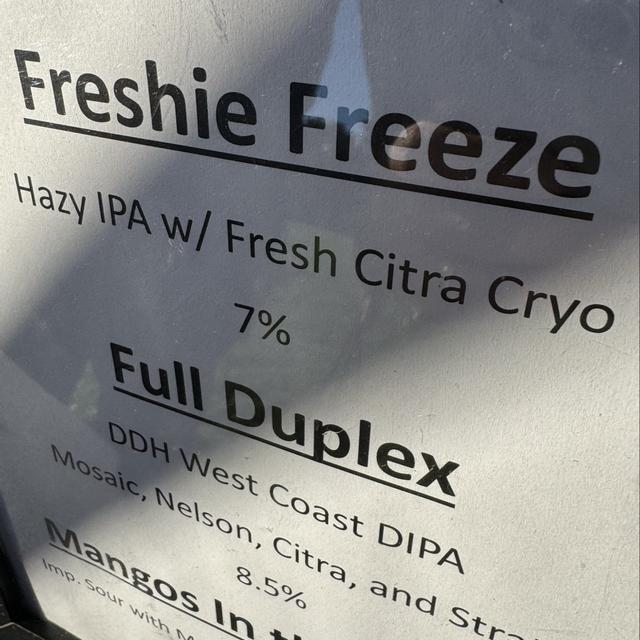 Freshie Freeze
Hazy IPA w/ Fresh Citra Cryo
7%
Full Duplex
DDH West Coast DIPA
Mosaic, Nelson, Citra, and
8.5%
Mangos In
Imp. Sour with